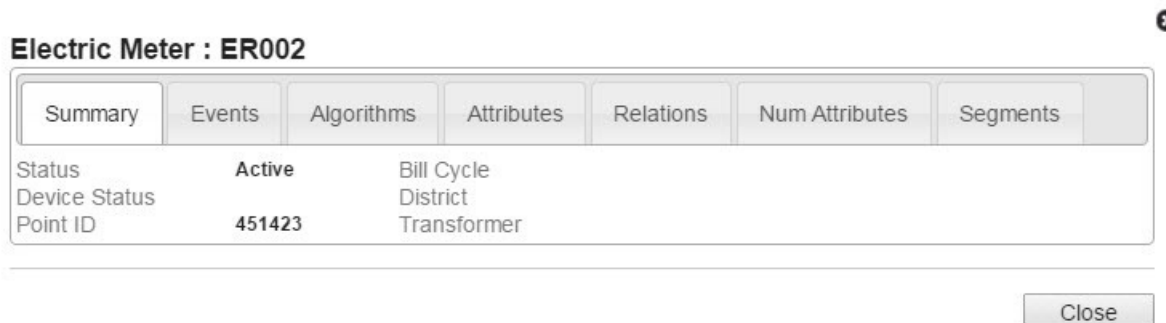 Electric Meter : ER002
Summary Events Algorithms Attributes Relations Num Attributes Segments
Status Active Bill Cycle
Device Status District
Point ID 451423 Transformer
Close